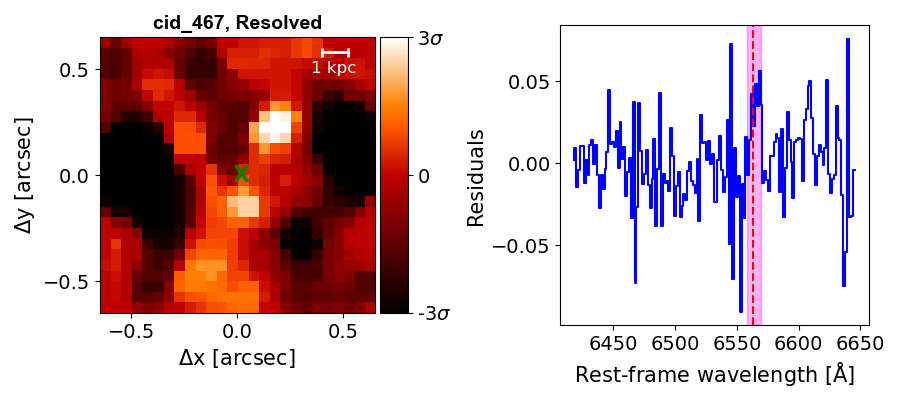 cid_467, Resolved
3σ
0
-3σ
1 kpc
0.5
0.0
−0.5
Δy [arcsec]
−0.5
0.0
0.5
Δx [arcsec]
X
0.05
0.00
−0.05
Residuals
6450
6500
6550
6600
6650
Rest-frame wavelength [Å]